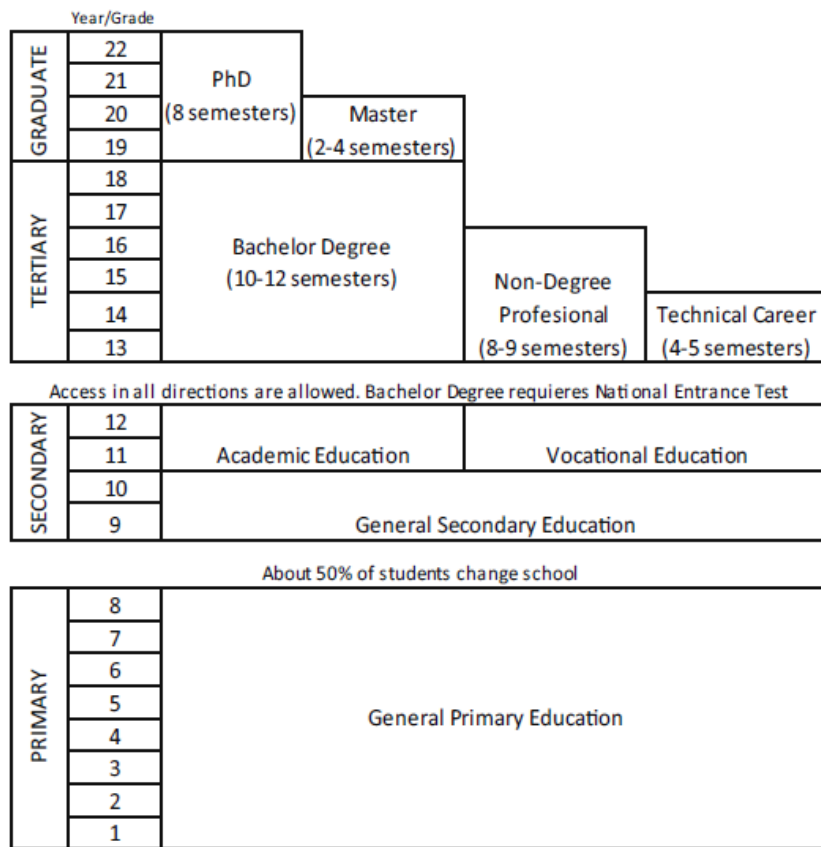 Year/Grade
GRADUATE
22
21
20
19
PhD
(8 semesters)
Master
(2-4 semesters)
TERTIARY
18
17
16
15
14
13
Bachelor Degree
(10-12 semesters)
Non-Degree
Profesional
(8-9 semesters)
Technical Career
(4-5 semesters)
Access in all directions are allowed. Bachelor Degree requieres National Entrance Test
SECONDARY
12
11
10
9
Academic Education
Vocational Education
General Secondary Education
About 50% of students change school
PRIMARY
8
7
6
5
4
3
2
1
General Primary Education